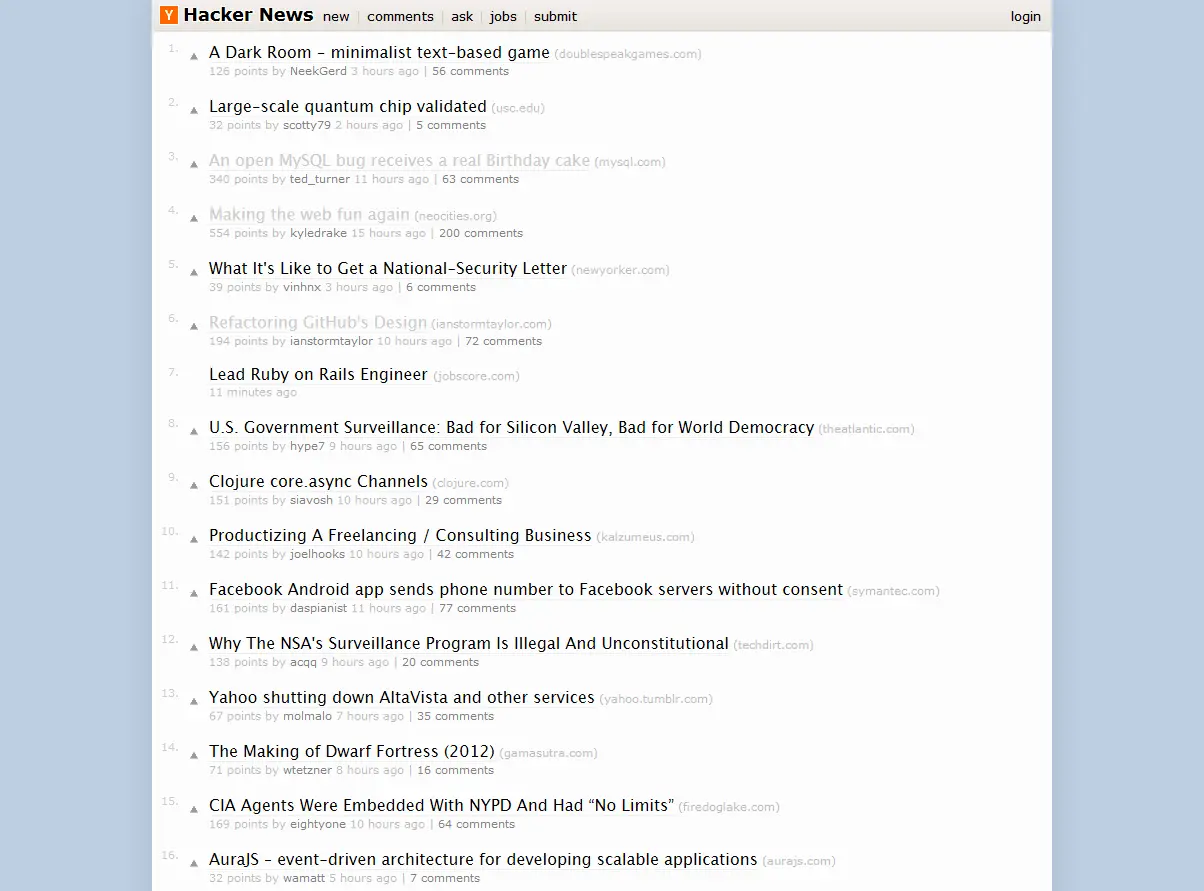 Y Hacker News new | comments | ask | jobs | submit login
1. ▲ A Dark Room – minimalist text-based game (doublespeakgames.com)
126 points by NeekGerd 3 hours ago | 56 comments
2. ▲ Large-scale quantum chip validated (usc.edu)
32 points by scotty79 2 hours ago | 5 comments
3. ▲ An open MySQL bug receives a real Birthday cake (mysql.com)
340 points by ted_turner 11 hours ago | 63 comments
4. ▲ Making the web fun again (neocities.org)
554 points by kyledrake 15 hours ago | 200 comments
5. ▲ What It's Like to Get a National-Security Letter (newyorker.com)
39 points by vinhnx 3 hours ago | 6 comments
6. ▲ Refactoring GitHub's Design (ianstormtaylor.com)
194 points by ianstormtaylor 10 hours ago | 72 comments
7. Lead Ruby on Rails Engineer (jobscore.com)
11 minutes ago
8. ▲ U.S. Government Surveillance: Bad for Silicon Valley, Bad for World Democracy (theatlantic.com)
156 points by hype7 9 hours ago | 65 comments
9. ▲ Clojure core.async Channels (clojure.com)
151 points by siavosh 10 hours ago | 29 comments
10. ▲ Productizing A Freelancing / Consulting Business (kalzumeus.com)
142 points by joelhooks 10 hours ago | 42 comments
11. ▲ Facebook Android app sends phone number to Facebook servers without consent (symantec.com)
161 points by daspianist 11 hours ago | 77 comments
12. ▲ Why The NSA's Surveillance Program Is Illegal And Unconstitutional (techdirt.com)
138 points by acqq 9 hours ago | 20 comments
13. ▲ Yahoo shutting down AltaVista and other services (yahoo.tumblr.com)
67 points by molmalo 7 hours ago | 35 comments
14. ▲ The Making of Dwarf Fortress (2012) (gamasutra.com)
71 points by wtetzner 8 hours ago | 16 comments
15. ▲ CIA Agents Were Embedded With NYPD And Had “No Limits” (firedoglake.com)
169 points by eightyone 10 hours ago | 64 comments
16. ▲ AuraJS – event-driven architecture for developing scalable applications (aurajs.com)
32 points by wamatt 5 hours ago | 7 comments